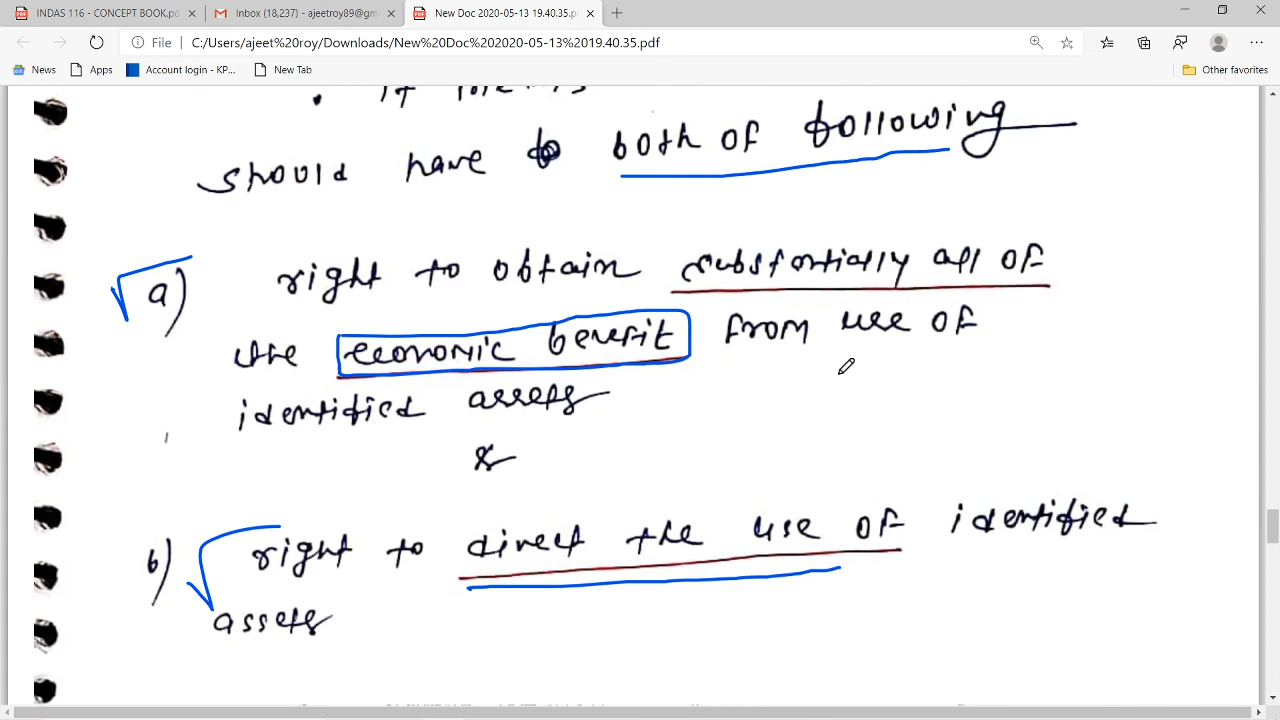 INDAS 116 - CONCEPT BOOK.pd
Inbox (18,237) - ajeetroy89@gm
New Doc 2020-05-13 19.40.35.pdf
File
C:/Users/ajeet%20roy/Downloads/New%20Doc%202020-05-13%2019.40.35.pdf
News
Apps
Account login - KP...
New Tab
Other favorites
should have to both of following
a) right to obtain substantially all of
the economic benefit from use of
identified assets
&
b) right to direct the use of identified
assets